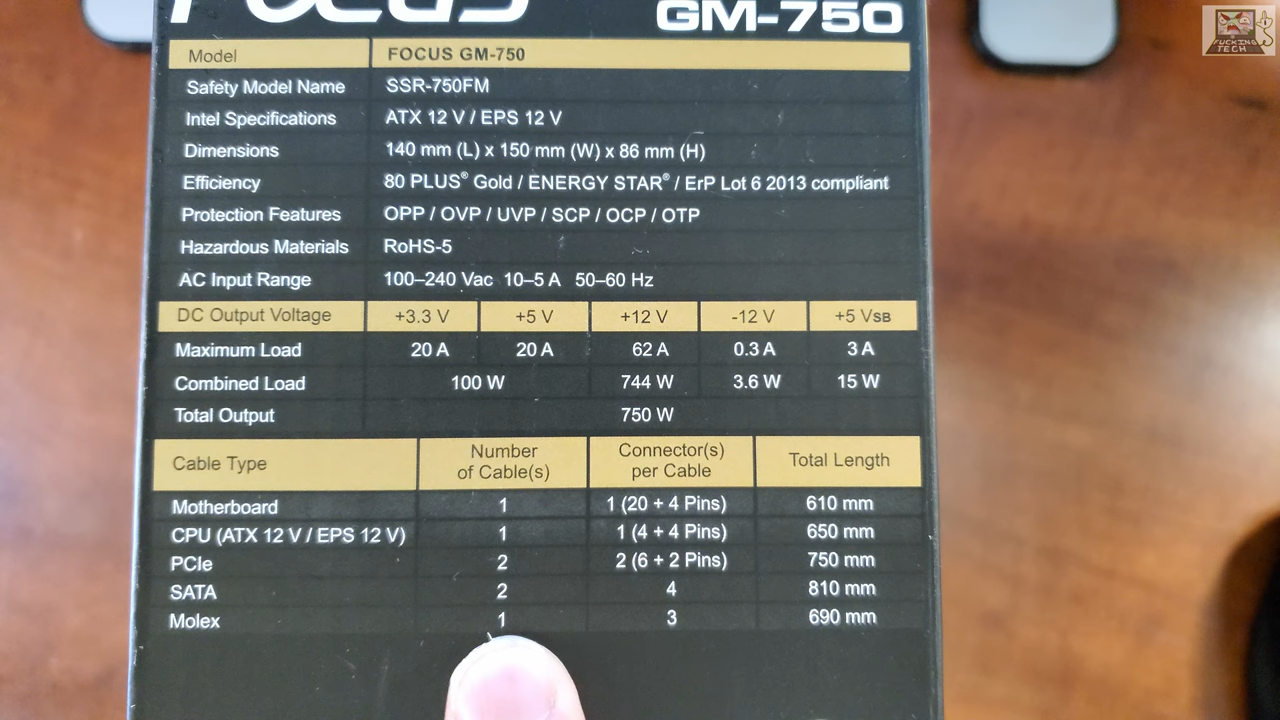 FOCUS
GM-750
FUCKING
TECH
Model FOCUS GM-750
Safety Model Name SSR-750FM
Intel Specifications ATX 12 V / EPS 12 V
Dimensions 140 mm (L) x 150 mm (W) x 86 mm (H)
Efficiency 80 PLUS® Gold / ENERGY STAR® / ErP Lot 6 2013 compliant
Protection Features OPP / OVP / UVP / SCP / OCP / OTP
Hazardous Materials RoHS-5
AC Input Range 100–240 Vac 10–5 A 50–60 Hz
DC Output Voltage +3.3 V +5 V +12 V -12 V +5 VSB
Maximum Load 20 A 20 A 62 A 0.3 A 3 A
Combined Load 100 W 744 W 3.6 W 15 W
Total Output 750 W
Cable Type Number of Cable(s) Connector(s) per Cable Total Length
Motherboard 1 1 (20 + 4 Pins) 610 mm
CPU (ATX 12 V / EPS 12 V) 1 1 (4 + 4 Pins) 650 mm
PCIe 2 2 (6 + 2 Pins) 750 mm
SATA 2 4 810 mm
Molex 1 3 690 mm